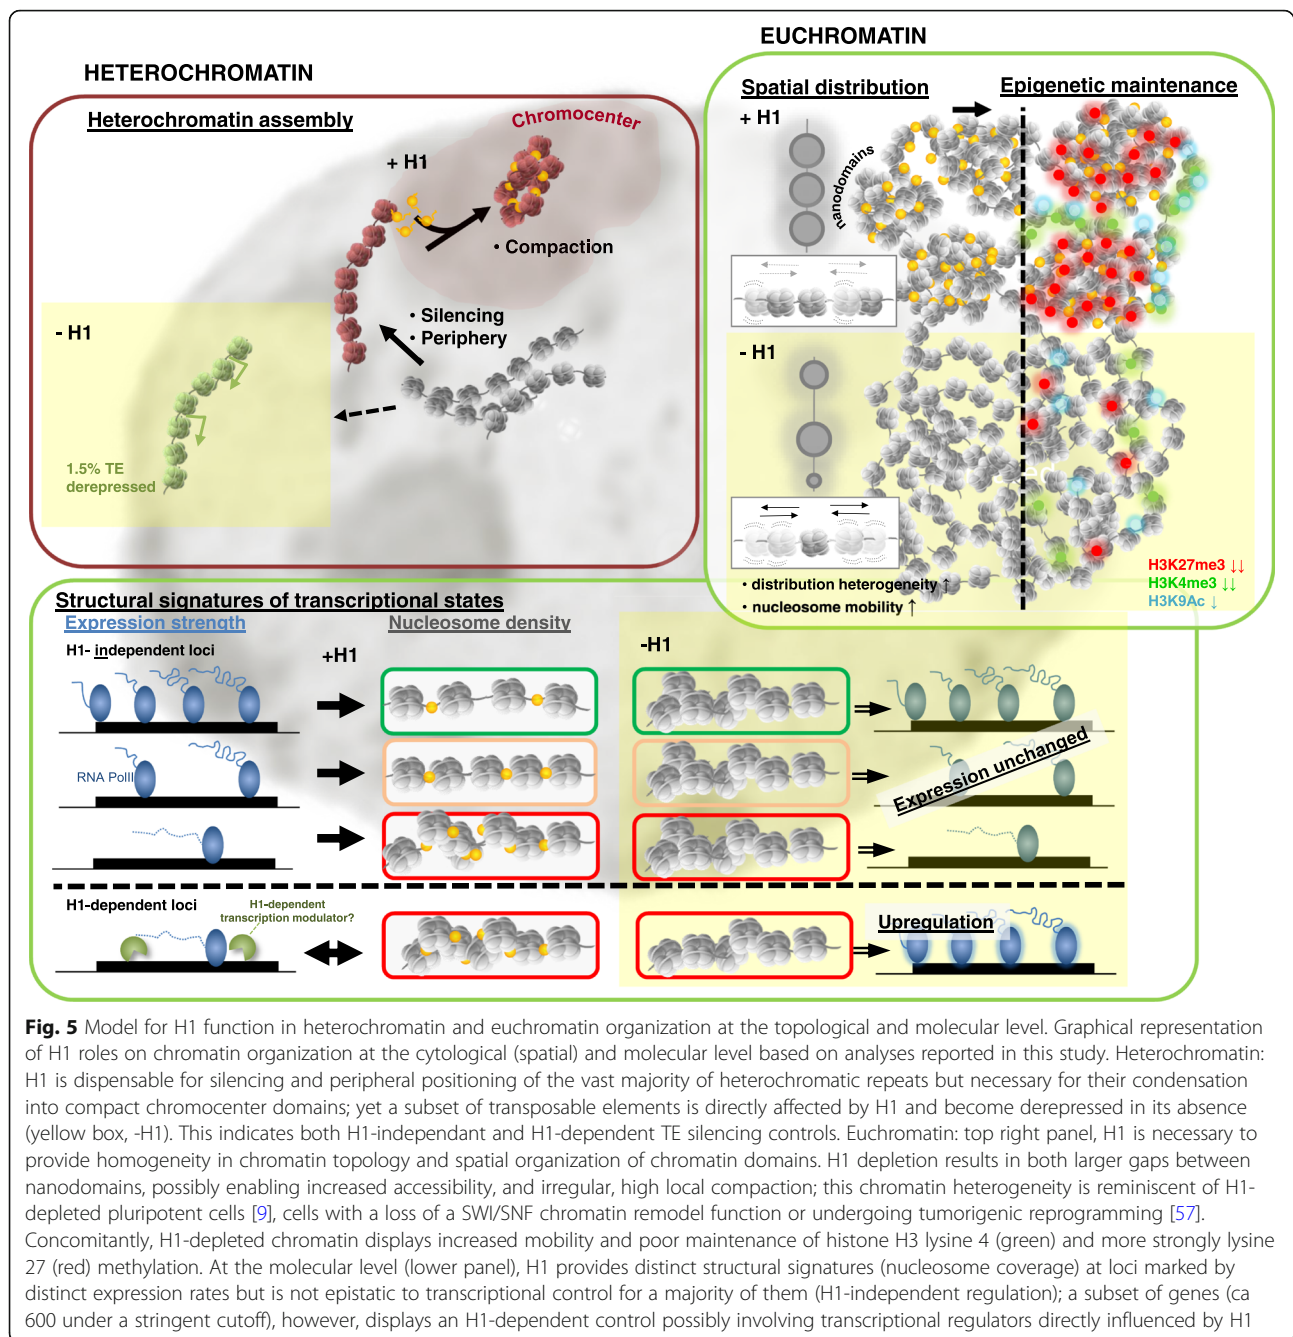 HETEROCHROMATIN
Heterochromatin assembly
Chromocenter
+ H1
• Compaction
• Silencing
• Periphery
- H1
1.5% TE
derepressed
EUCHROMATIN
Spatial distribution
Epigenetic maintenance
+ H1
nanodomains
- H1
• distribution heterogeneity ↑
• nucleosome mobility ↑
H3K27me3 ↓↓
H3K4me3 ↓↓
H3K9Ac ↓
Structural signatures of transcriptional states
Expression strength
Nucleosome density
H1- independent loci
+H1
-H1
RNA PolII
Expression unchanged
H1-dependent loci
H1-dependent
transcription modulator?
Upregulation
Fig. 5 Model for H1 function in heterochromatin and euchromatin organization at the topological and molecular level. Graphical representation
of H1 roles on chromatin organization at the cytological (spatial) and molecular level based on analyses reported in this study. Heterochromatin:
H1 is dispensable for silencing and peripheral positioning of the vast majority of heterochromatic repeats but necessary for their condensation
into compact chromocenter domains; yet a subset of transposable elements is directly affected by H1 and become derepressed in its absence
(yellow box, -H1). This indicates both H1-independant and H1-dependent TE silencing controls. Euchromatin: top right panel, H1 is necessary to
provide homogeneity in chromatin topology and spatial organization of chromatin domains. H1 depletion results in both larger gaps between
nanodomains, possibly enabling increased accessibility, and irregular, high local compaction; this chromatin heterogeneity is reminiscent of H1-
depleted pluripotent cells [9], cells with a loss of a SWI/SNF chromatin remodel function or undergoing tumorigenic reprogramming [57].
Concomitantly, H1-depleted chromatin displays increased mobility and poor maintenance of histone H3 lysine 4 (green) and more strongly lysine
27 (red) methylation. At the molecular level (lower panel), H1 provides distinct structural signatures (nucleosome coverage) at loci marked by
distinct expression rates but is not epistatic to transcriptional control for a majority of them (H1-independent regulation); a subset of genes (ca
600 under a stringent cutoff), however, displays an H1-dependent control possibly involving transcriptional regulators directly influenced by H1